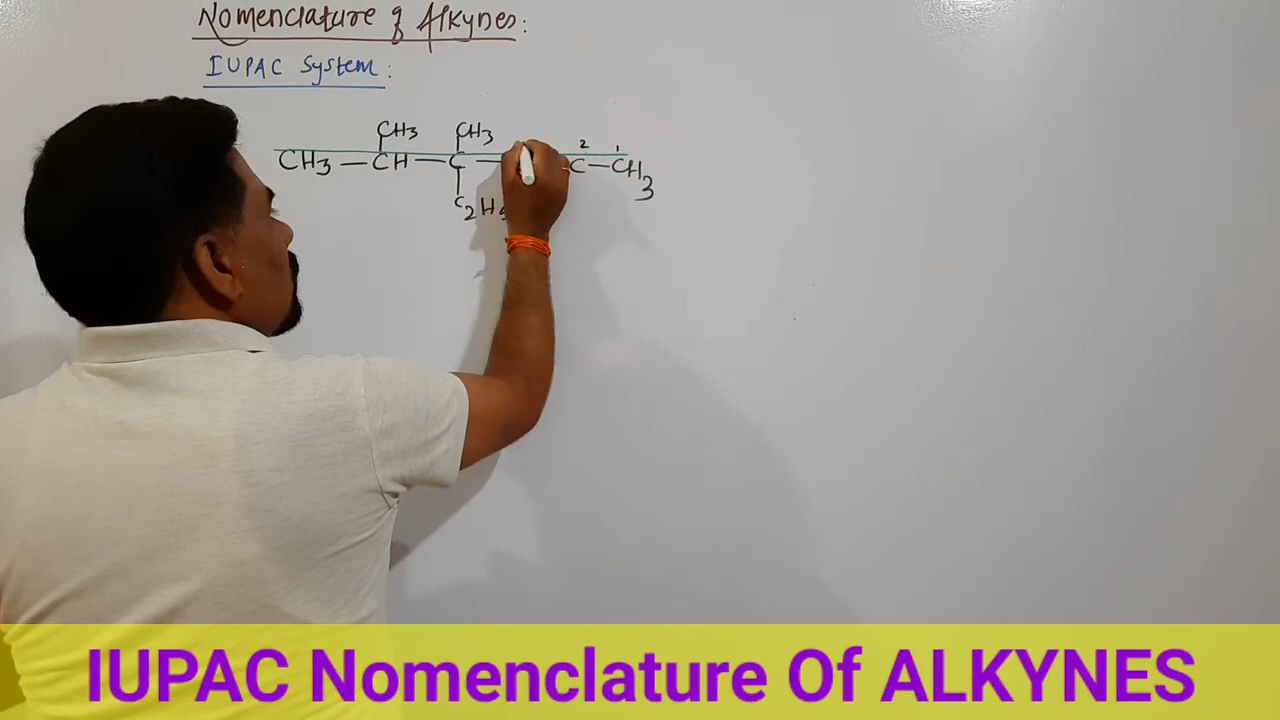 Nomenclature of Alkynes:
IUPAC System:
CH3 CH3 2 1
CH3 — CH — C — C — CH3
C2H5
IUPAC Nomenclature Of ALKYNES